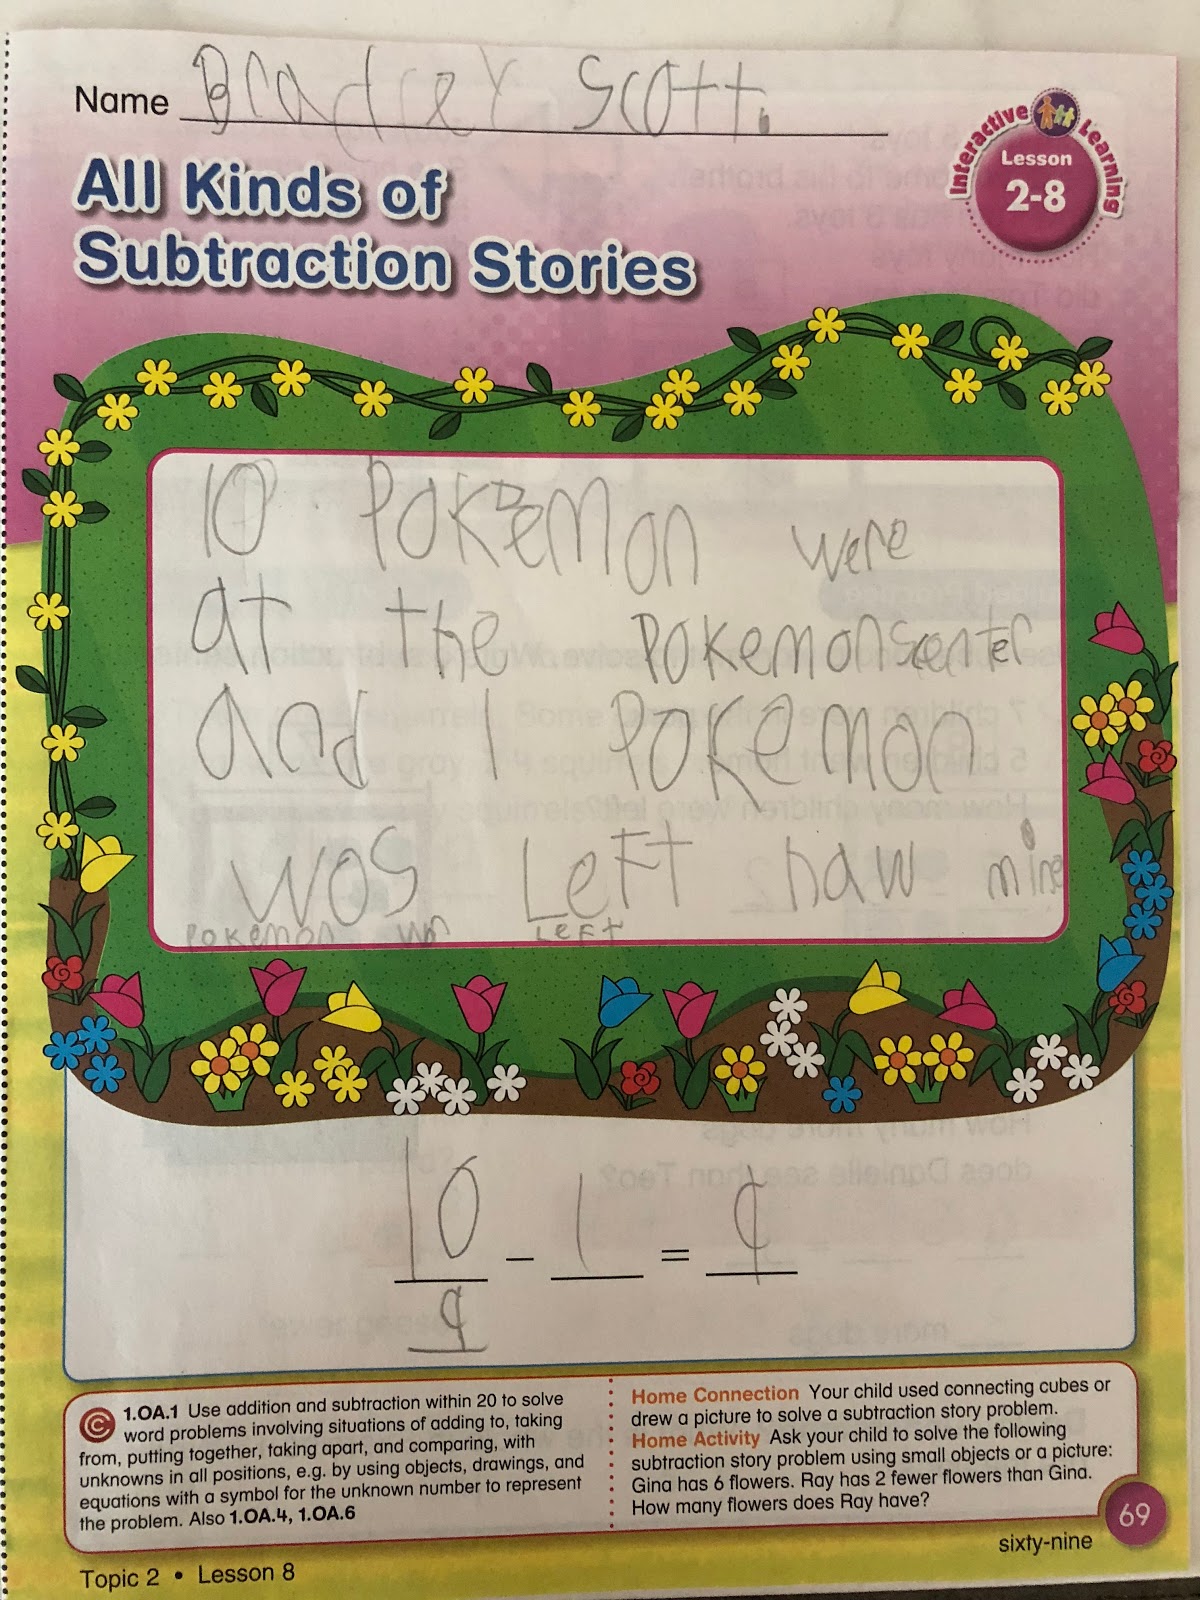 Name Bradley Scott.
All Kinds of
Subtraction Stories
Interactive Learning
Lesson
2-8
10 Pokemon were
at the Pokemonscenter
and 1 Pokemon
wos Left haw mine
Pokemon wr Left
10 - 1 = 9
9
1.OA.1 Use addition and subtraction within 20 to solve
word problems involving situations of adding to, taking
from, putting together, taking apart, and comparing, with
unknowns in all positions, e.g. by using objects, drawings, and
equations with a symbol for the unknown number to represent
the problem. Also 1.OA.4, 1.OA.6
Home Connection Your child used connecting cubes or
drew a picture to solve a subtraction story problem.
Home Activity Ask your child to solve the following
subtraction story problem using small objects or a picture:
Gina has 6 flowers. Ray has 2 fewer flowers than Gina.
How many flowers does Ray have?
69
sixty-nine
Topic 2 • Lesson 8